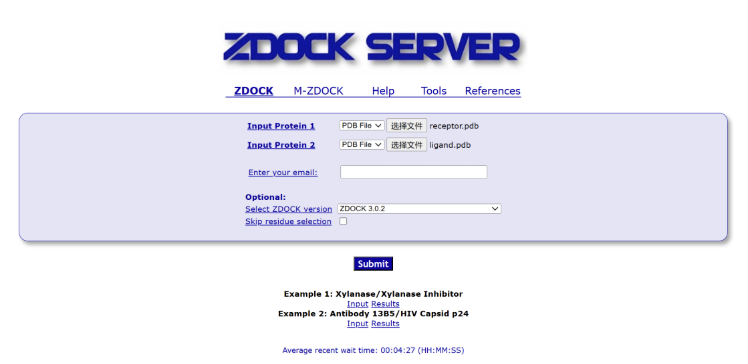 ZDOCK SERVER
ZDOCK M-ZDOCK Help Tools References
Input Protein 1 PDB File 选择文件 receptor.pdb
Input Protein 2 PDB File 选择文件 ligand.pdb
Enter your email:
Optional:
Select ZDOCK version ZDOCK 3.0.2
Skip residue selection
Submit
Example 1: Xylanase/Xylanase Inhibitor
Input Results
Example 2: Antibody 13B5/HIV Capsid p24
Input Results
Average recent wait time: 00:04:27 (HH:MM:SS)